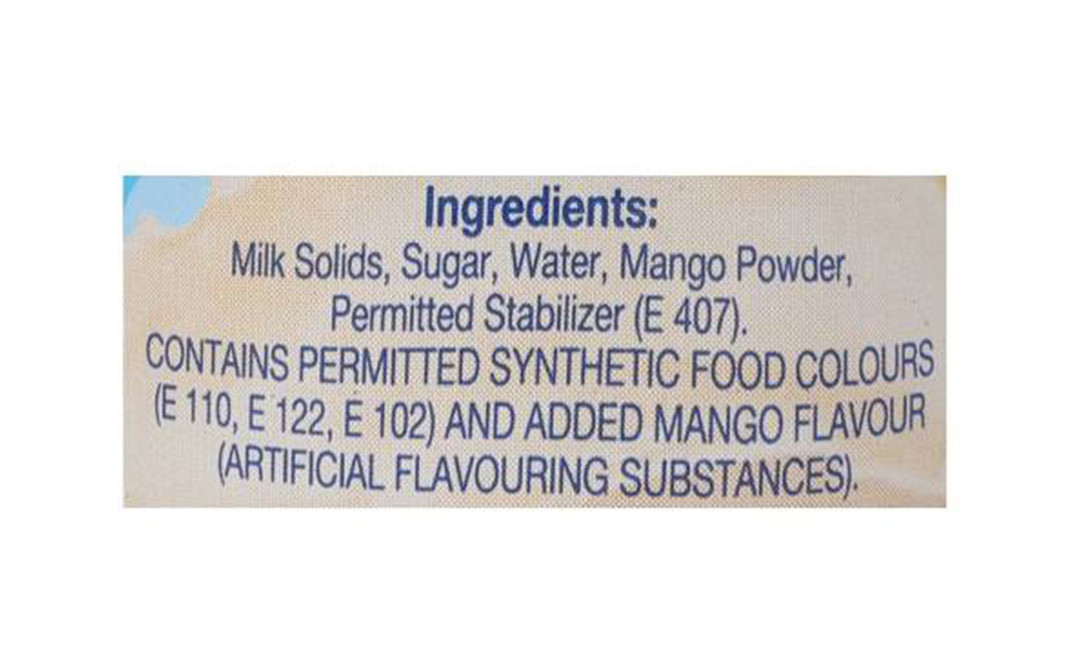 Ingredients:
Milk Solids, Sugar, Water, Mango Powder,
Permitted Stabilizer (E 407).
CONTAINS PERMITTED SYNTHETIC FOOD COLOURS
(E 110, E 122, E 102) AND ADDED MANGO FLAVOUR
(ARTIFICIAL FLAVOURING SUBSTANCES).